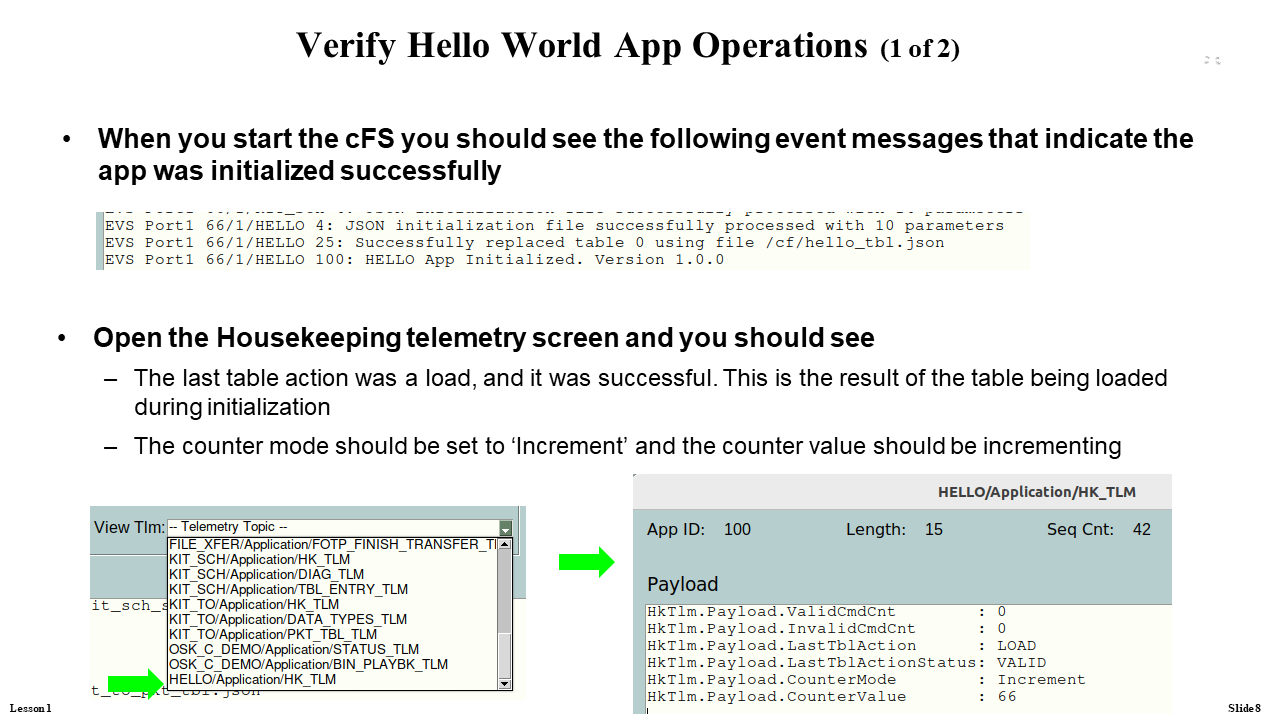 Verify Hello World App Operations (1 of 2)
• When you start the cFS you should see the following event messages that indicate the
app was initialized successfully
EVS Port1 66/1/HELLO 4: JSON initialization file successfully processed with 10 parameters
EVS Port1 66/1/HELLO 25: Successfully replaced table 0 using file /cf/hello_tbl.json
EVS Port1 66/1/HELLO 100: HELLO App Initialized. Version 1.0.0
• Open the Housekeeping telemetry screen and you should see
– The last table action was a load, and it was successful. This is the result of the table being loaded
during initialization
– The counter mode should be set to ‘Increment’ and the counter value should be incrementing
View Tlm: -- Telemetry Topic --
FILE_XFER/Application/FOTP_FINISH_TRANSFER_TL
KIT_SCH/Application/HK_TLM
KIT_SCH/Application/DIAG_TLM
KIT_SCH/Application/TBL_ENTRY_TLM
KIT_TO/Application/HK_TLM
it_sch_s
KIT_TO/Application/DATA_TYPES_TLM
KIT_TO/Application/PKT_TBL_TLM
OSK_C_DEMO/Application/STATUS_TLM
OSK_C_DEMO/Application/BIN_PLAYBK_TLM
HELLO/Application/HK_TLM
HELLO/Application/HK_TLM
App ID: 100 Length: 15 Seq Cnt: 42
Payload
HkTlm.Payload.ValidCmdCnt : 0
HkTlm.Payload.InvalidCmdCnt : 0
HkTlm.Payload.LastTblAction : LOAD
HkTlm.Payload.LastTblActionStatus: VALID
HkTlm.Payload.CounterMode : Increment
HkTlm.Payload.CounterValue : 66
Lesson 1
Slide 8